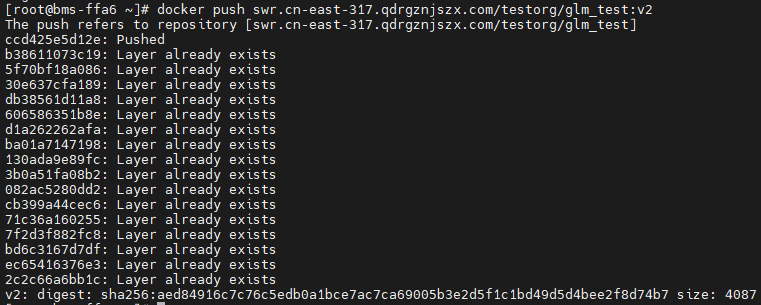 [root@bms-ffa6 ~]# docker push swr.cn-east-317.qdrgznjszx.com/testorg/glm_test:v2
The push refers to repository [swr.cn-east-317.qdrgznjszx.com/testorg/glm_test]
ccd425e5d12e: Pushed
b38611073c19: Layer already exists
5f70bf18a086: Layer already exists
30e637cfa189: Layer already exists
db38561d11a8: Layer already exists
606586351b8e: Layer already exists
d1a262262afa: Layer already exists
ba01a7147198: Layer already exists
130ada9e89fc: Layer already exists
3b0a51fa08b2: Layer already exists
082ac5280dd2: Layer already exists
cb399a44cec6: Layer already exists
71c36a160255: Layer already exists
7f2d3f882fc8: Layer already exists
bd6c3167d7df: Layer already exists
ec65416376e3: Layer already exists
2c2c66a6bb1c: Layer already exists
v2: digest: sha256:aed84916c7c76c5edb0a1bce7ac7ca69005b3e2d5f1c1bd49d5d4bee2f8d74b7 size: 4087